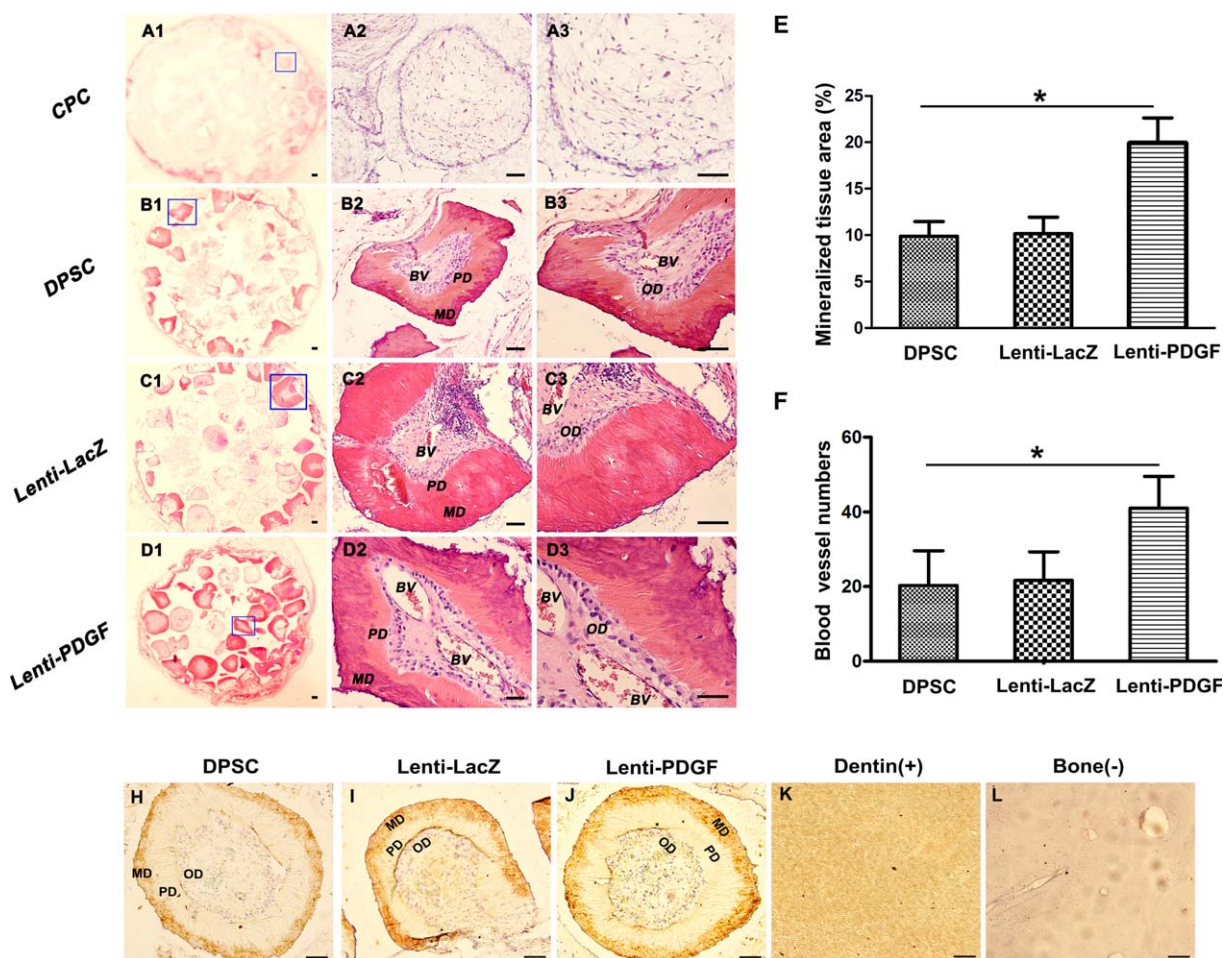 CPC
A1
A2
A3
DPSC
B1
B2
BV
PD
MD
B3
BV
OD
Lenti-LacZ
C1
C2
BV
PD
MD
C3
BV
OD
Lenti-PDGF
D1
D2
BV
PD
BV
MD
D3
BV
OD
BV
E
Mineralized tissue area (%)
25
20
15
10
5
0
*
DPSC Lenti-LacZ Lenti-PDGF
F
Blood vessel numbers
60
40
20
0
*
DPSC Lenti-LacZ Lenti-PDGF
DPSC Lenti-LacZ Lenti-PDGF Dentin(+) Bone(-)
H
MD
PD
OD
I
MD
PD
OD
J
MD
OD
PD
K
L